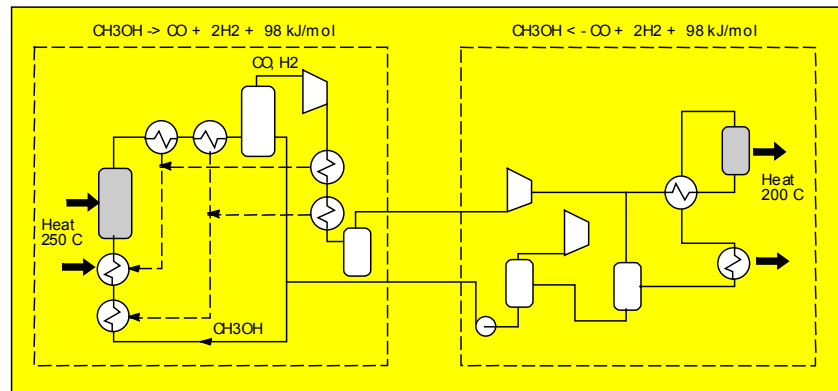 CH3OH -> CO + 2H2 + 98 kJ/mol
CH3OH < - CO + 2H2 + 98 kJ/mol
CO, H2
Heat
250 C
Heat
200 C
CH3OH